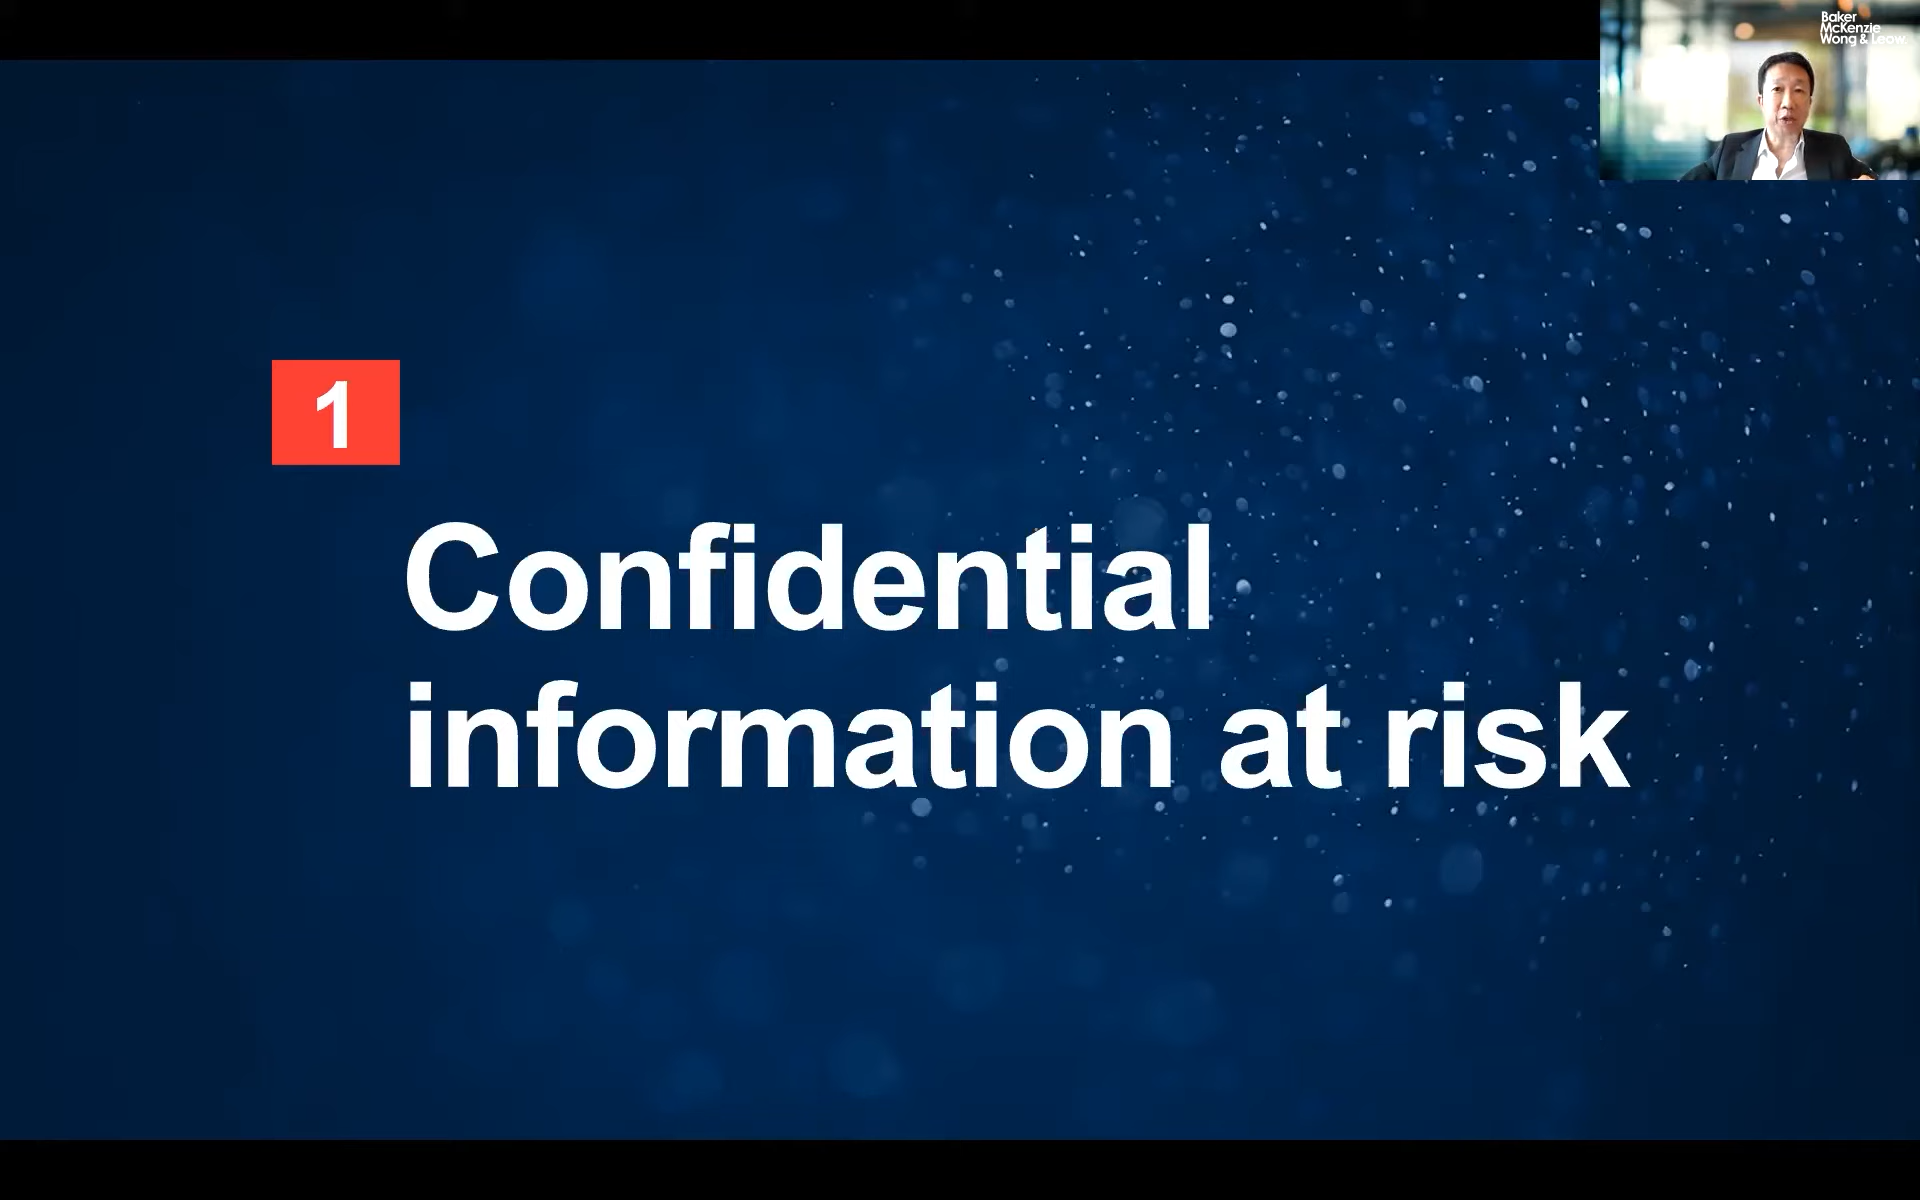 Baker
McKenzie
Wong & Leow
1
Confidential
information at risk